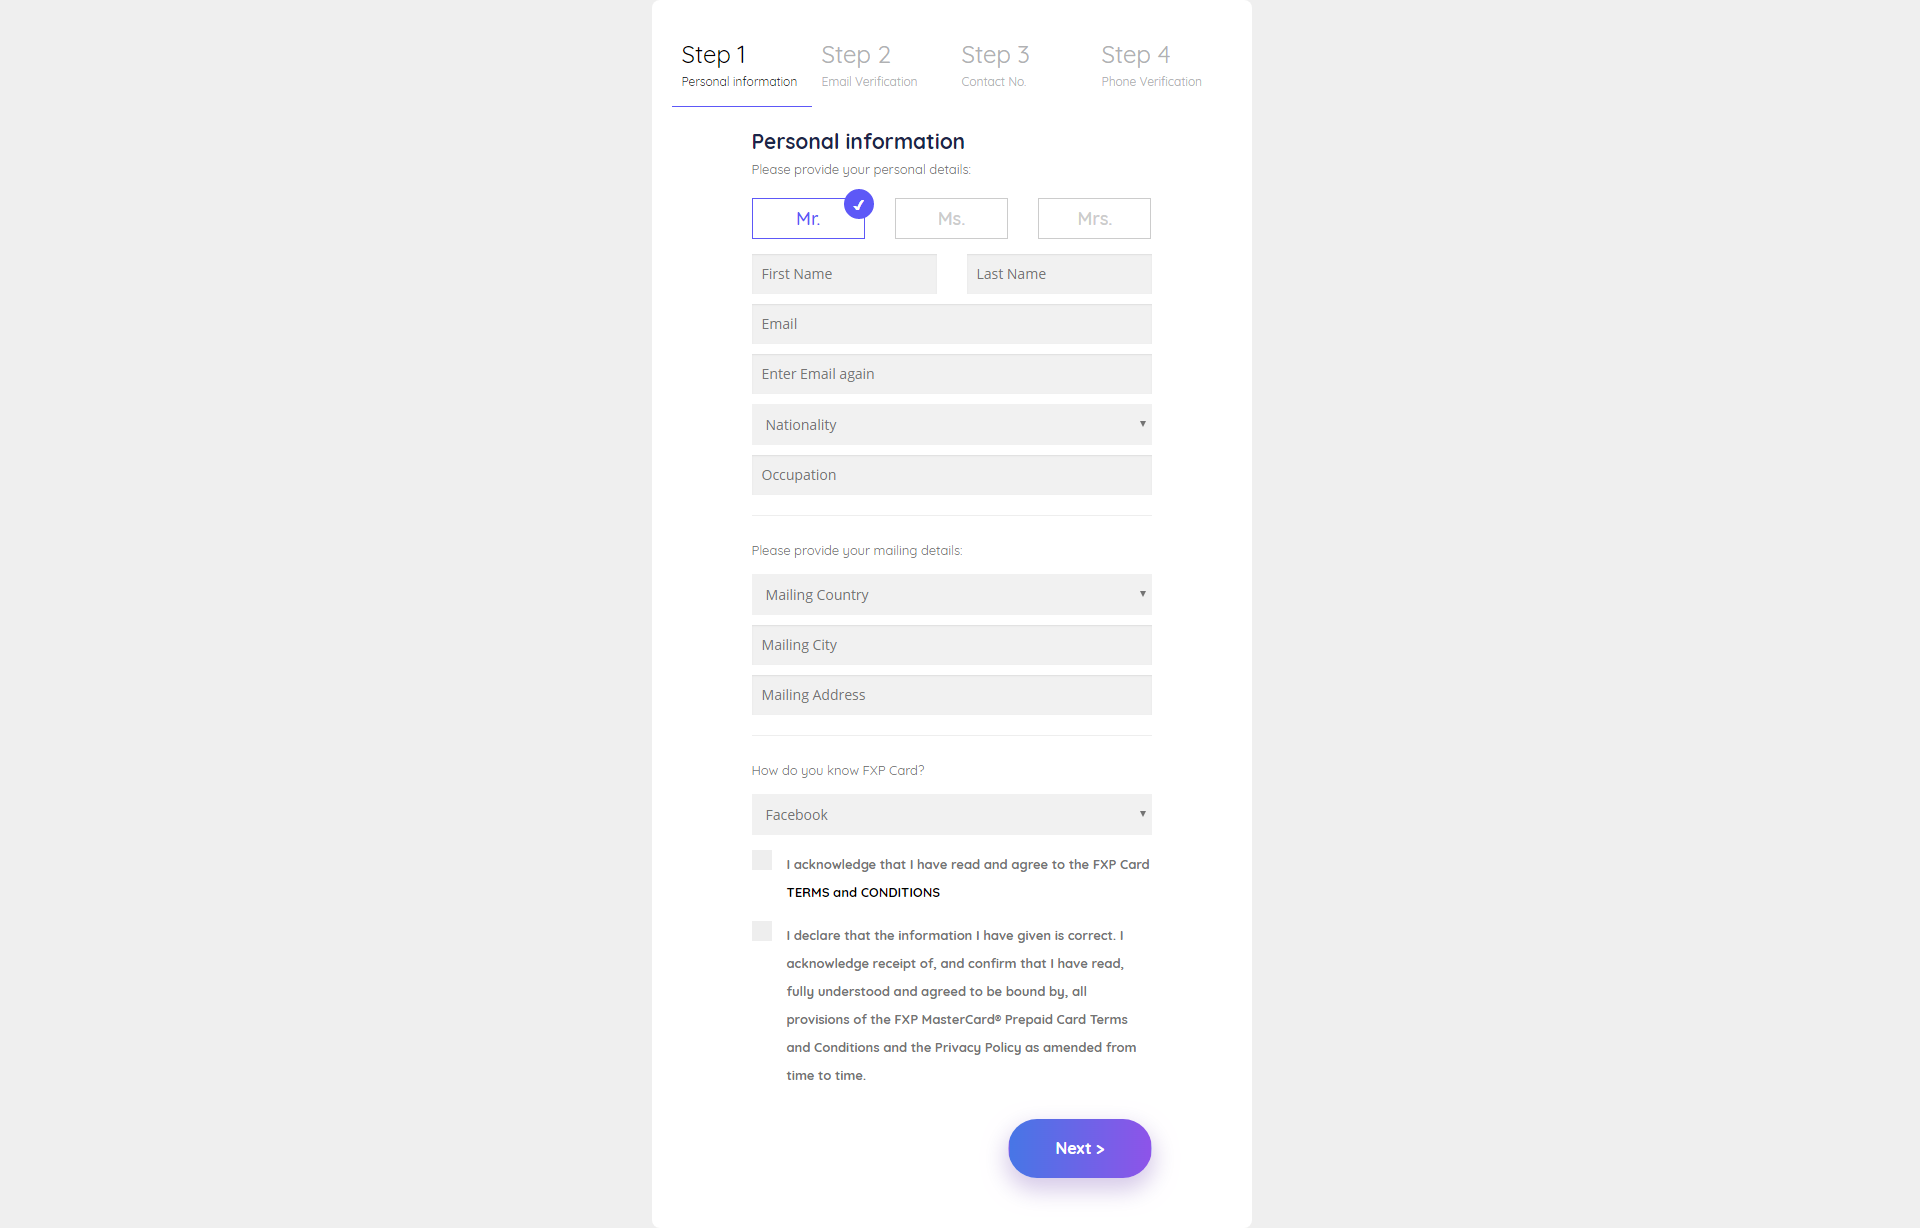 Step 1
Personal information
Step 2
Email Verification
Step 3
Contact No.
Step 4
Phone Verification
Personal information
Please provide your personal details:
Mr.
Ms.
Mrs.
First Name
Last Name
Email
Enter Email again
Nationality
Occupation
Please provide your mailing details:
Mailing Country
Mailing City
Mailing Address
How do you know FXP Card?
Facebook
I acknowledge that I have read and agree to the FXP Card
TERMS and CONDITIONS
I declare that the information I have given is correct. I
acknowledge receipt of, and confirm that I have read,
fully understood and agreed to be bound by, all
provisions of the FXP MasterCard® Prepaid Card Terms
and Conditions and the Privacy Policy as amended from
time to time.
Next >